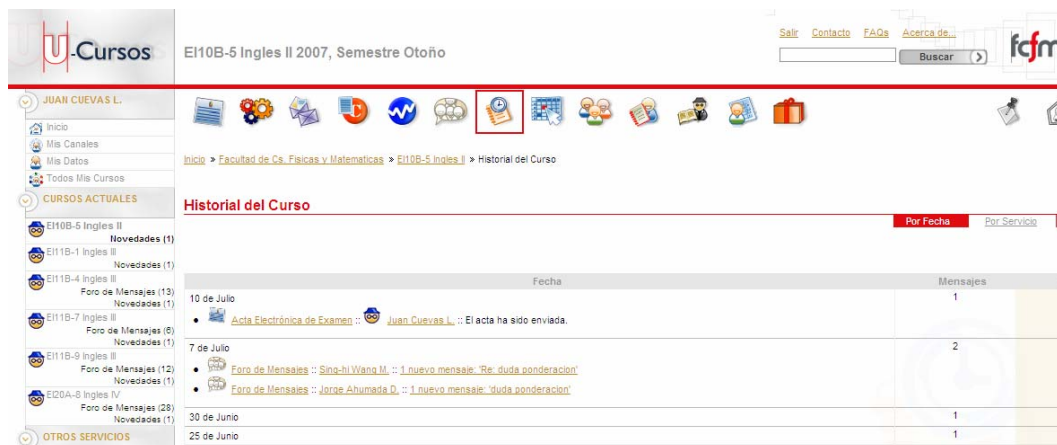 U-Cursos
EI10B-5 Ingles II 2007, Semestre Otoño
Salir Contacto FAQs Acerca de...
Buscar
fcfm
JUAN CUEVAS L.
Inicio
Mis Canales
Mis Datos
Todos Mis Cursos
CURSOS ACTUALES
EI10B-5 Ingles II
Novedades (1)
EI11B-1 Ingles III
Novedades (1)
EI11B-4 Ingles III
Foro de Mensajes (13)
Novedades (1)
EI11B-7 Ingles III
Foro de Mensajes (6)
Novedades (1)
EI11B-9 Ingles III
Foro de Mensajes (12)
Novedades (1)
EI20A-8 Ingles IV
Foro de Mensajes (28)
Novedades (1)
OTROS SERVICIOS
Inicio » Facultad de Cs. Fisicas y Matematicas » EI10B-5 Ingles II » Historial del Curso
Historial del Curso
Por Fecha Por Servicio
Fecha Mensajes
10 de Julio 1
• Acta Electrónica de Examen :: Juan Cuevas L. :: El acta ha sido enviada.
7 de Julio 2
• Foro de Mensajes :: Sing-hi Wang M. :: 1 nuevo mensaje: 'Re: duda ponderacion'
• Foro de Mensajes :: Jorge Ahumada D. :: 1 nuevo mensaje: 'duda ponderacion'
30 de Junio 1
25 de Junio 1